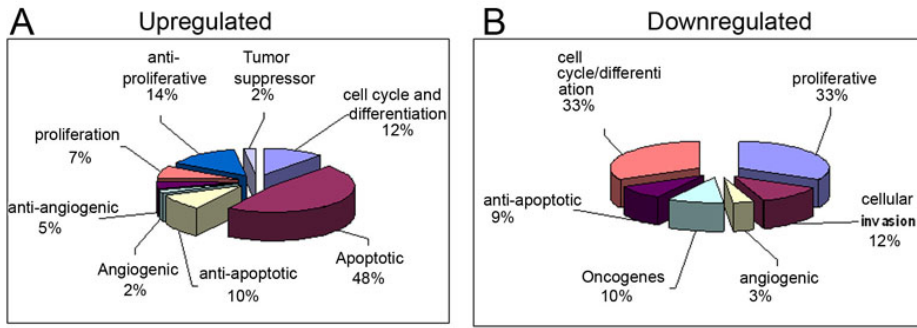 A
Upregulated
anti-
proliferative
14%
Tumor
suppressor
2%
cell cycle and
differentiation
12%
proliferation
7%
anti-angiogenic
5%
Angiogenic
2%
anti-apoptotic
10%
Apoptotic
48%
B
Downregulated
cell
cycle/differenti
ation
33%
proliferative
33%
anti-apoptotic
9%
cellular
invasion
12%
Oncogenes
10%
angiogenic
3%